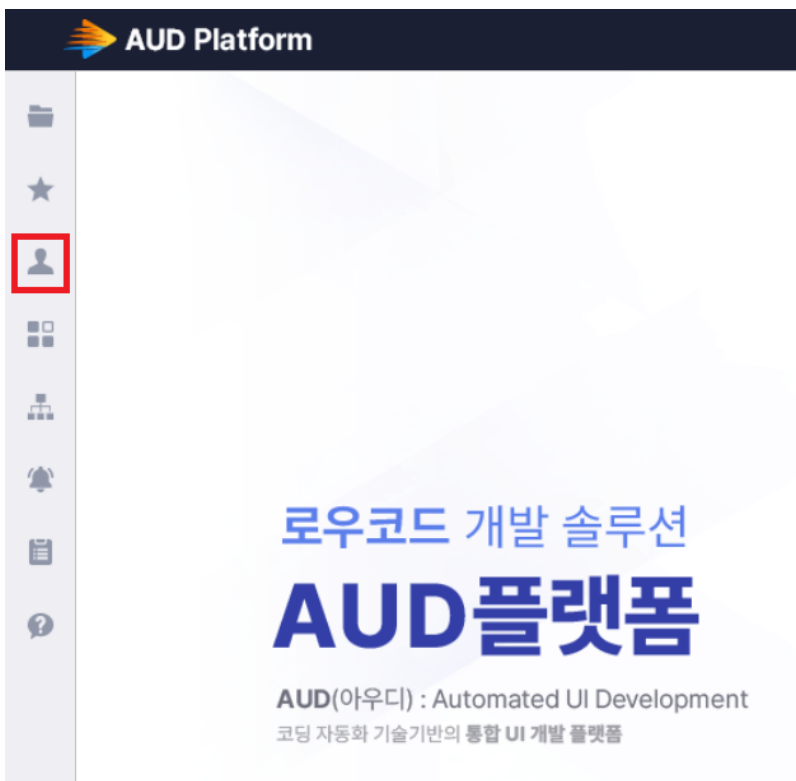 AUD Platform
로우코드 개발 솔루션
AUD플랫폼
AUD(아우디) : Automated UI Development
코딩 자동화 기술기반의 통합 UI 개발 플랫폼